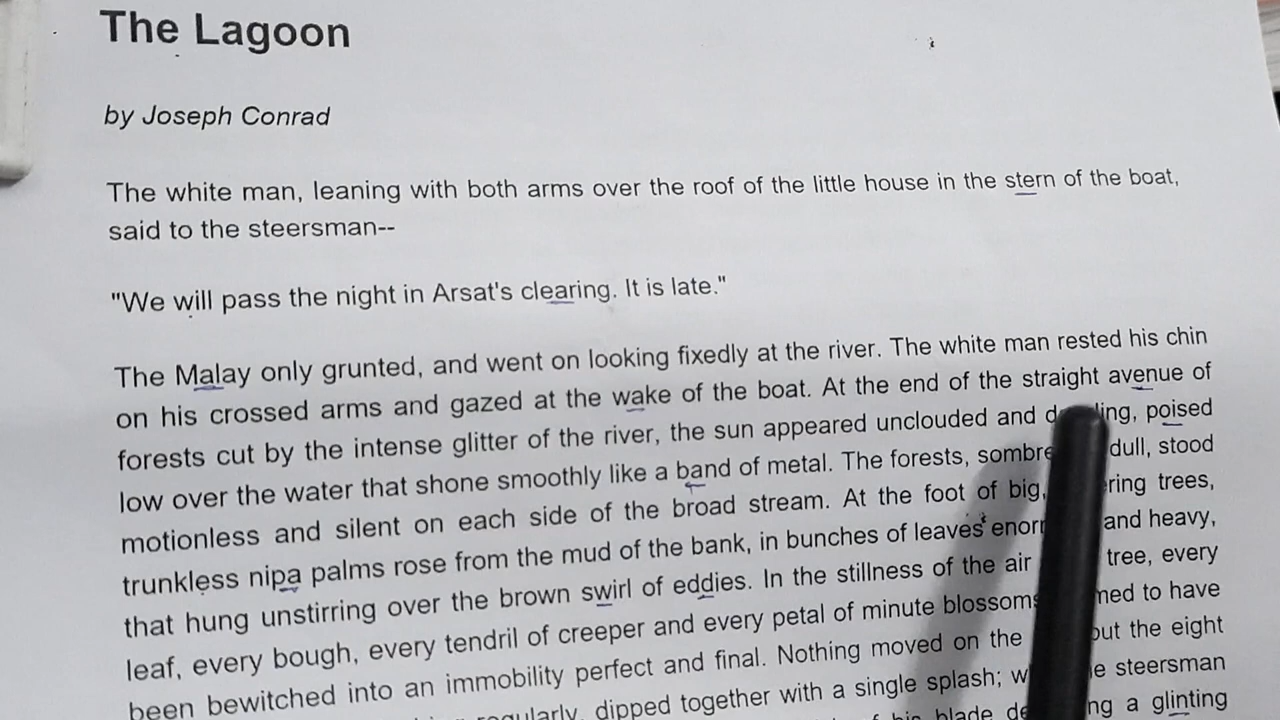 The Lagoon
by Joseph Conrad
The white man, leaning with both arms over the roof of the little house in the stern of the boat,
said to the steersman--
"We will pass the night in Arsat's clearing. It is late."
The Malay only grunted, and went on looking fixedly at the river. The white man rested his chin
on his crossed arms and gazed at the wake of the boat. At the end of the straight avenue of
forests cut by the intense glitter of the river, the sun appeared unclouded and poised
low over the water that shone smoothly like a band of metal. The forests, sombre dull, stood
motionless and silent on each side of the broad stream. At the foot of big, trees,
trunkless nipa palms rose from the mud of the bank, in bunches of leaves and heavy,
that hung unstirring over the brown swirl of eddies. In the stillness of the air tree, every
leaf, every bough, every tendril of creeper and every petal of minute blossoms to have
been bewitched into an immobility perfect and final. Nothing moved on the the eight
regularly, dipped together with a single splash; steersman
his blade a glinting